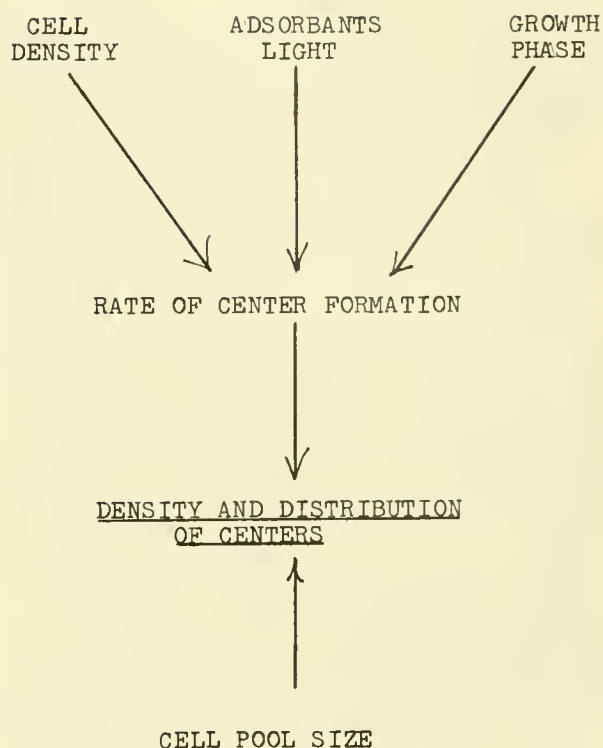 CELL DENSITY
ADSORBANTS LIGHT
GROWTH PHASE
RATE OF CENTER FORMATION
DENSITY AND DISTRIBUTION
OF CENTERS
CELL POOL SIZE